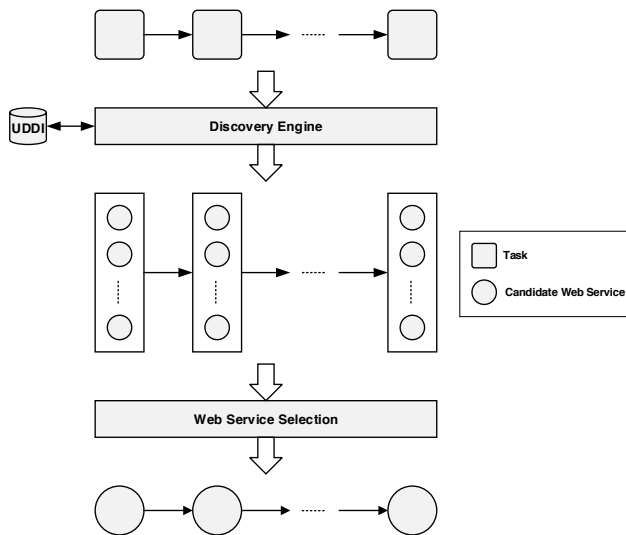 UDDI
Discovery Engine
Task
Candidate Web Service
Web Service Selection